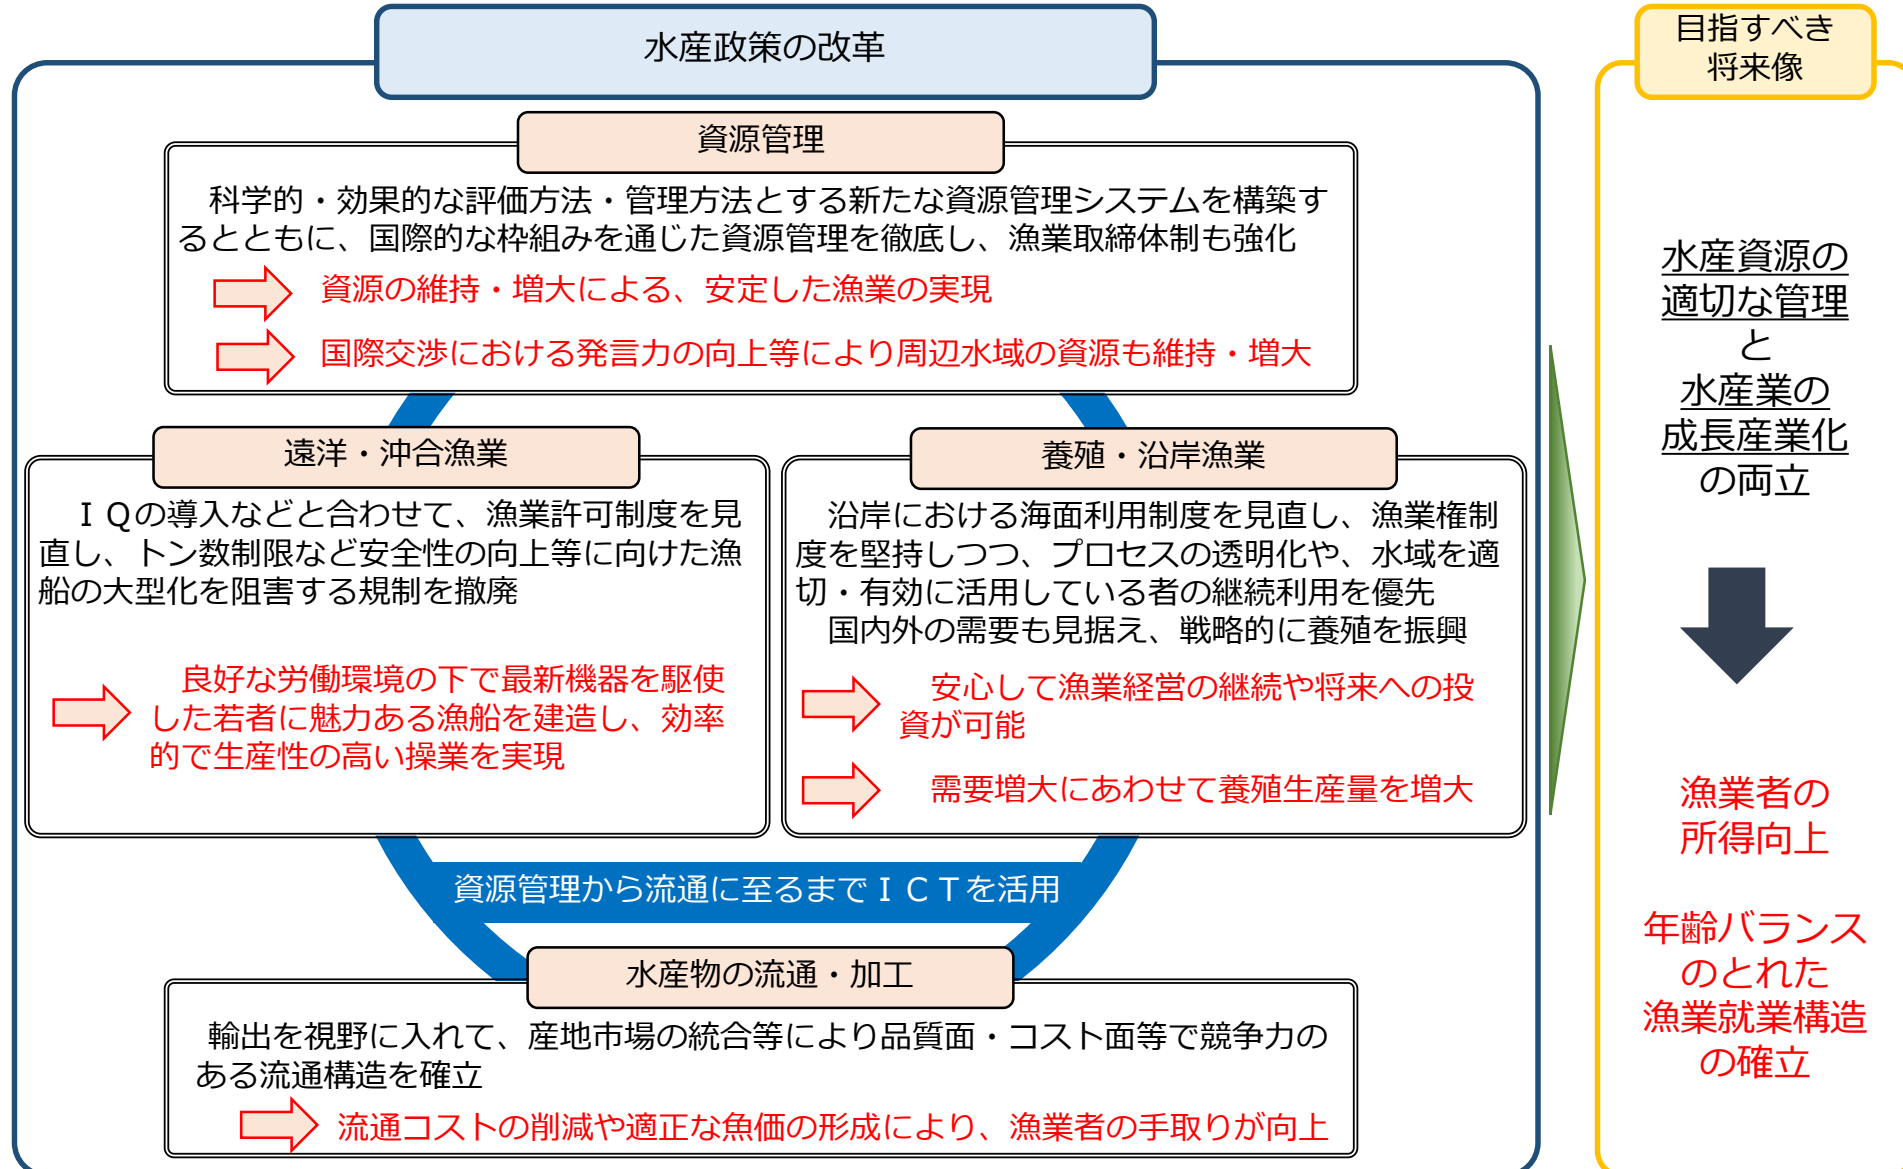 水産政策の改革
資源管理
科学的・効果的な評価方法・管理方法とする新たな資源管理システムを構築す
るとともに、国際的な枠組みを通じた資源管理を徹底し、漁業取締体制も強化
資源の維持・増大による、安定した漁業の実現
国際交渉における発言力の向上等により周辺水域の資源も維持・増大
遠洋・沖合漁業
ＩＱの導入などと合わせて、漁業許可制度を見
直し、トン数制限など安全性の向上等に向けた漁
船の大型化を阻害する規制を撤廃
良好な労働環境の下で最新機器を駆使
した若者に魅力ある漁船を建造し、効率
的で生産性の高い操業を実現
養殖・沿岸漁業
沿岸における海面利用制度を見直し、漁業権制
度を堅持しつつ、プロセスの透明化や、水域を適
切・有効に活用している者の継続利用を優先
国内外の需要も見据え、戦略的に養殖を振興
安心して漁業経営の継続や将来への投
資が可能
需要増大にあわせて養殖生産量を増大
資源管理から流通に至るまでＩＣＴを活用
水産物の流通・加工
輸出を視野に入れて、産地市場の統合等により品質面・コスト面等で競争力の
ある流通構造を確立
流通コストの削減や適正な魚価の形成により、漁業者の手取りが向上
目指すべき
将来像
水産資源の
適切な管理
と
水産業の
成長産業化
の両立
漁業者の
所得向上
年齢バランス
のとれた
漁業就業構造
の確立